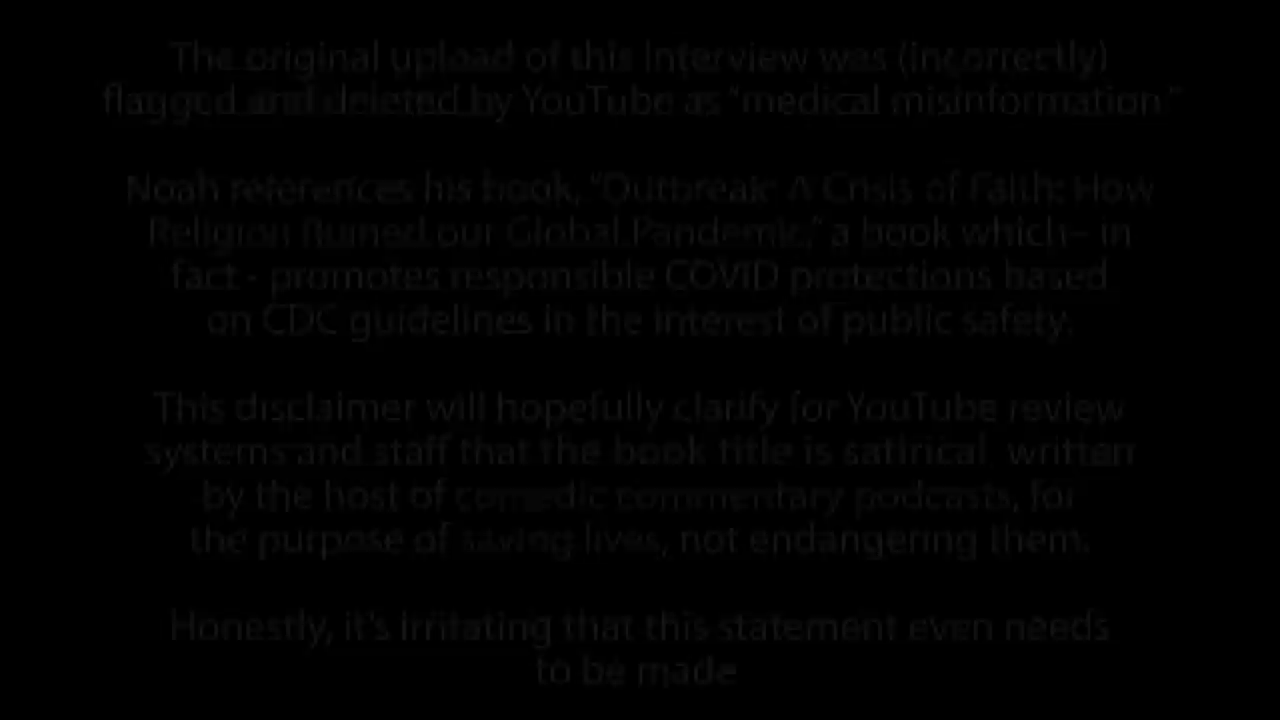 The original upload of this interview was (incorrectly)
flagged and deleted by YouTube as "medical misinformation."
Noah references his book, "Outbreak: A Crisis of Faith: How
Religion Ruined our Global Pandemic," a book which - in
fact - promotes responsible COVID protections based
on CDC guidelines in the interest of public safety.
This disclaimer will hopefully clarify for YouTube review
systems and staff that the book title is satirical, written
by the host of comedic commentary podcasts, for
the purpose of saving lives, not endangering them.
Honestly, it's irritating that this statement even needs
to be made